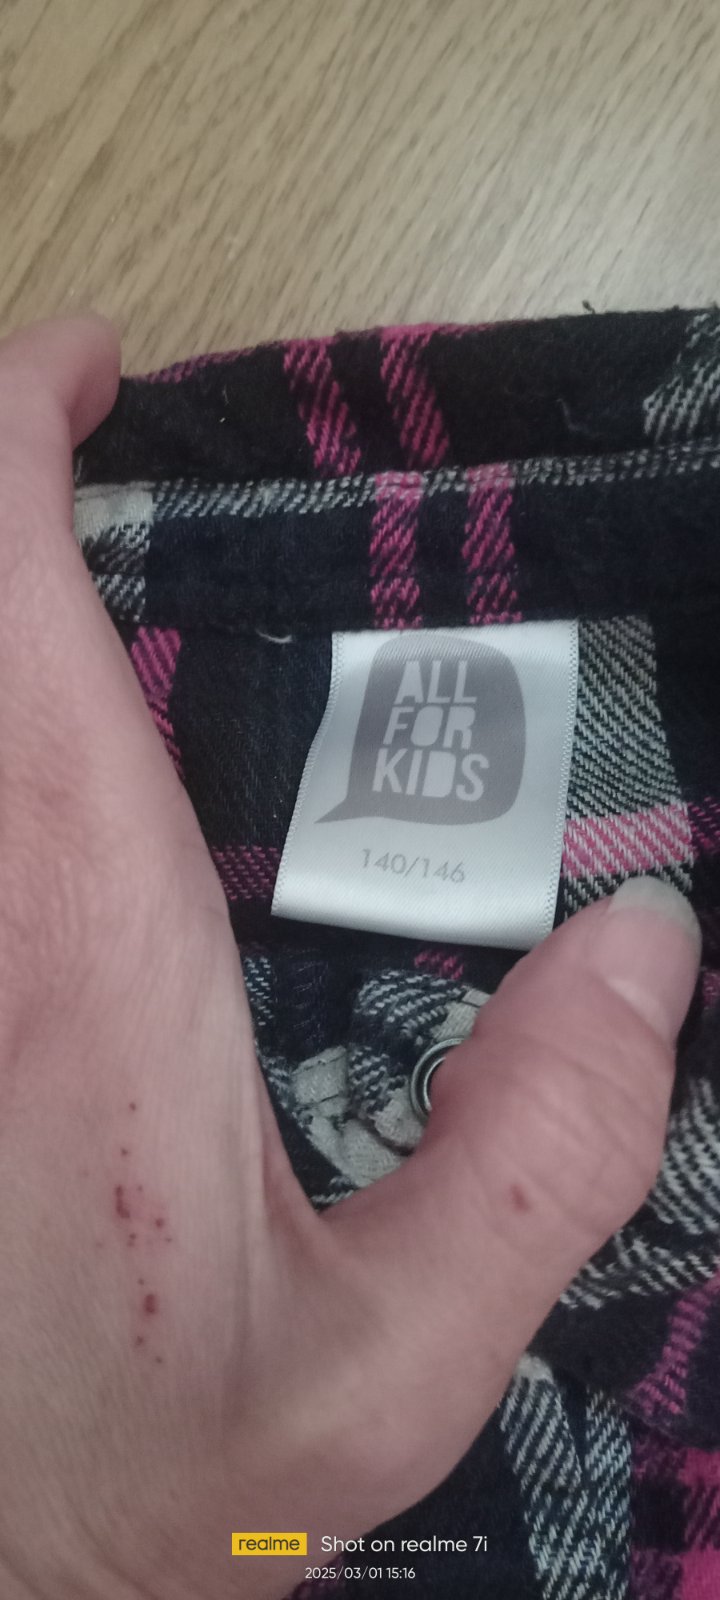 ALL
FOR
KIDS
140/146
realme Shot on realme 7i
2025/03/01 15:16